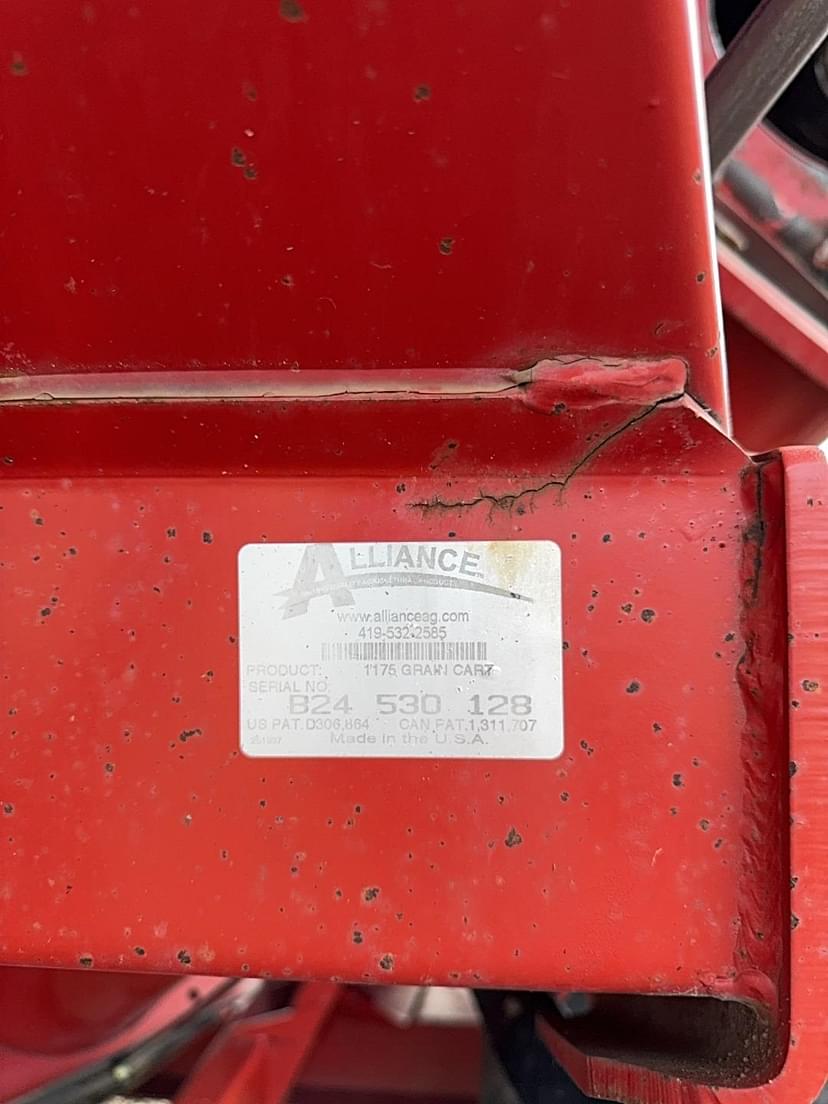 ALLIANCE
www.allianceag.com
419-532-2585
PRODUCT: 1175 GRAIN CART
SERIAL NO:
B24 530 128
US PAT. D306,864 CAN. PAT. 1,311,707
Made in the U.S.A.